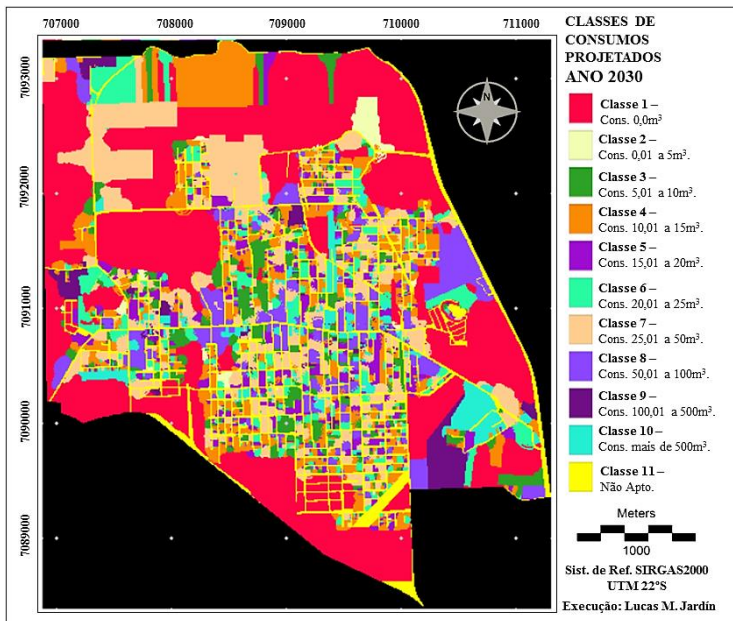 707000 708000 709000 710000 711000
7093000
7092000
7091000
7090000
7089000
CLASSES DE
CONSUMOS
PROJETADOS
ANO 2030
N
Classe 1 –
Cons. 0,0m³
Classe 2 –
Cons. 0,01 a 5m³.
Classe 3 –
Cons. 5,01 a 10m³.
Classe 4 –
Cons. 10,01 a 15m³.
Classe 5 –
Cons. 15,01 a 20m³.
Classe 6 –
Cons. 20,01 a 25m³.
Classe 7 –
Cons. 25,01 a 50m³.
Classe 8 –
Cons. 50,01 a 100m³.
Classe 9 –
Cons. 100,01 a 500m³.
Classe 10 –
Cons. mais de 500m³.
Classe 11 –
Não Apto.
Meters
1000
Sist. de Ref. SIRGAS2000
UTM 22°S
Execução: Lucas M. Jardín